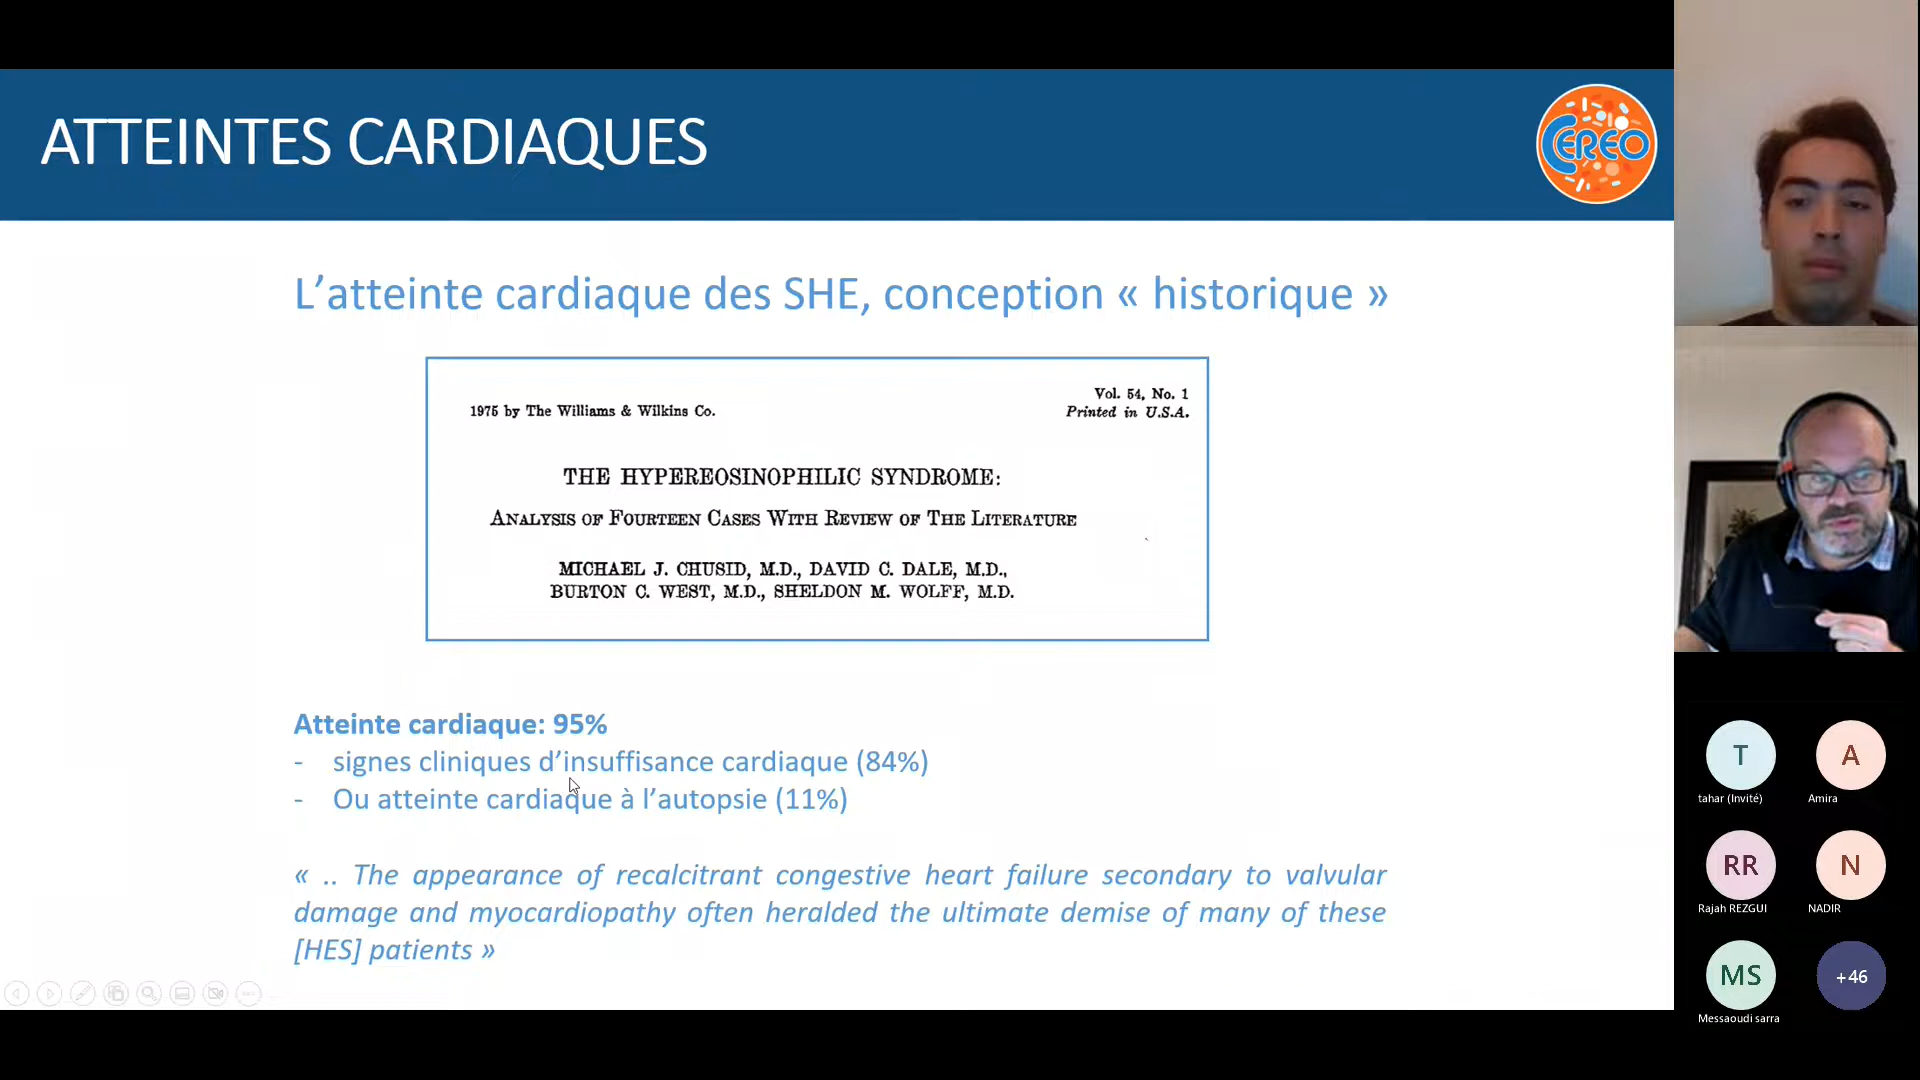 ATTEINTES CARDIAQUES
CEREO
L’atteinte cardiaque des SHE, conception « historique »
1975 by The Williams & Wilkins Co.
Vol. 54, No. 1
Printed in U.S.A.
THE HYPEREOSINOPHILIC SYNDROME:
ANALYSIS OF FOURTEEN CASES WITH REVIEW OF THE LITERATURE
MICHAEL J. CHUSID, M.D., DAVID C. DALE, M.D.,
BURTON C. WEST, M.D., SHELDON M. WOLFF, M.D.
Atteinte cardiaque: 95%
- signes cliniques d’insuffisance cardiaque (84%)
- Ou atteinte cardiaque à l’autopsie (11%)
« .. The appearance of recalcitrant congestive heart failure secondary to valvular
damage and myocardiopathy often heralded the ultimate demise of many of these
[HES] patients »
T
A
tahar (Invité)
Amira
RR
N
Rajah REZGUI
NADIR
MS
+46
Messaoudi sarra